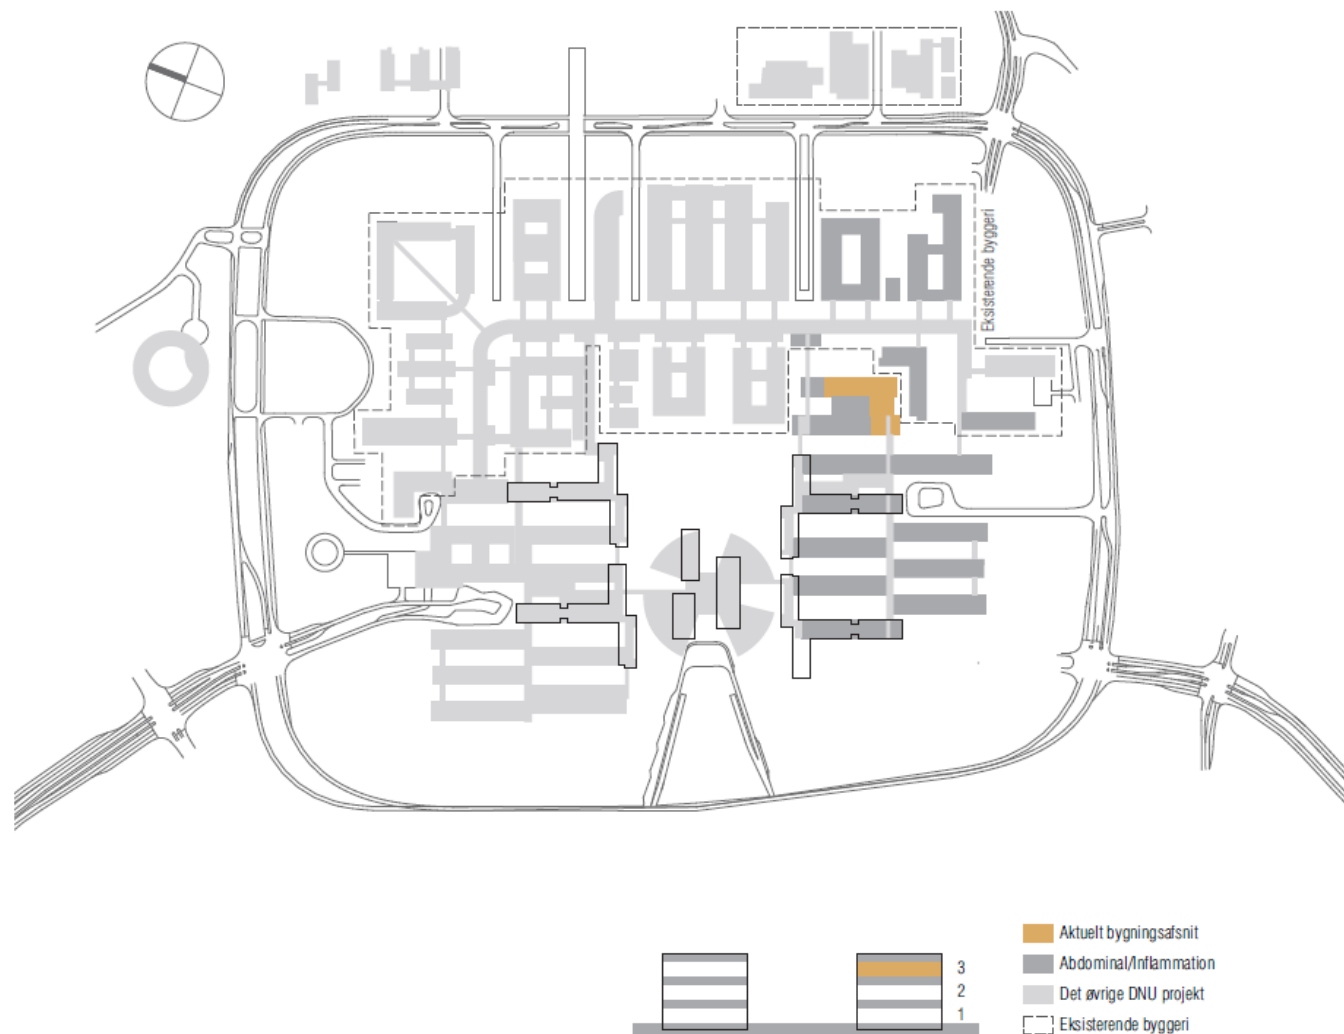 Eksisterende byggeri
3
2
1
Aktuelt bygningsafsnit
Abdominal/Inflammation
Det øvrige DNU projekt
Eksisterende byggeri